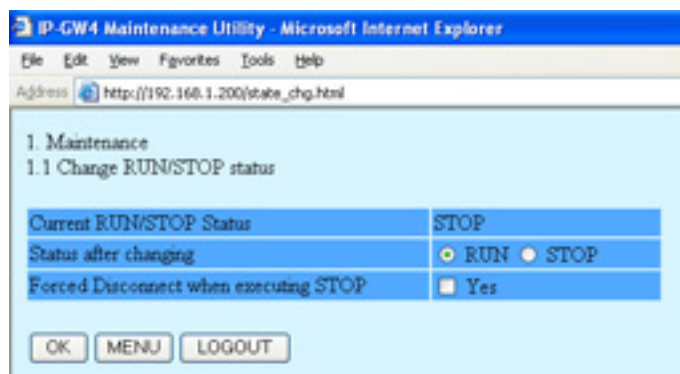 IP-GW4 Maintenance Utility - Microsoft Internet Explorer
File Edit View Favorites Tools Help
Address http://192.168.1.200/state_chg.html
1. Maintenance
1.1 Change RUN/STOP status
Current RUN/STOP Status STOP
Status after changing RUN STOP
Forced Disconnect when executing STOP Yes
OK MENU LOGOUT